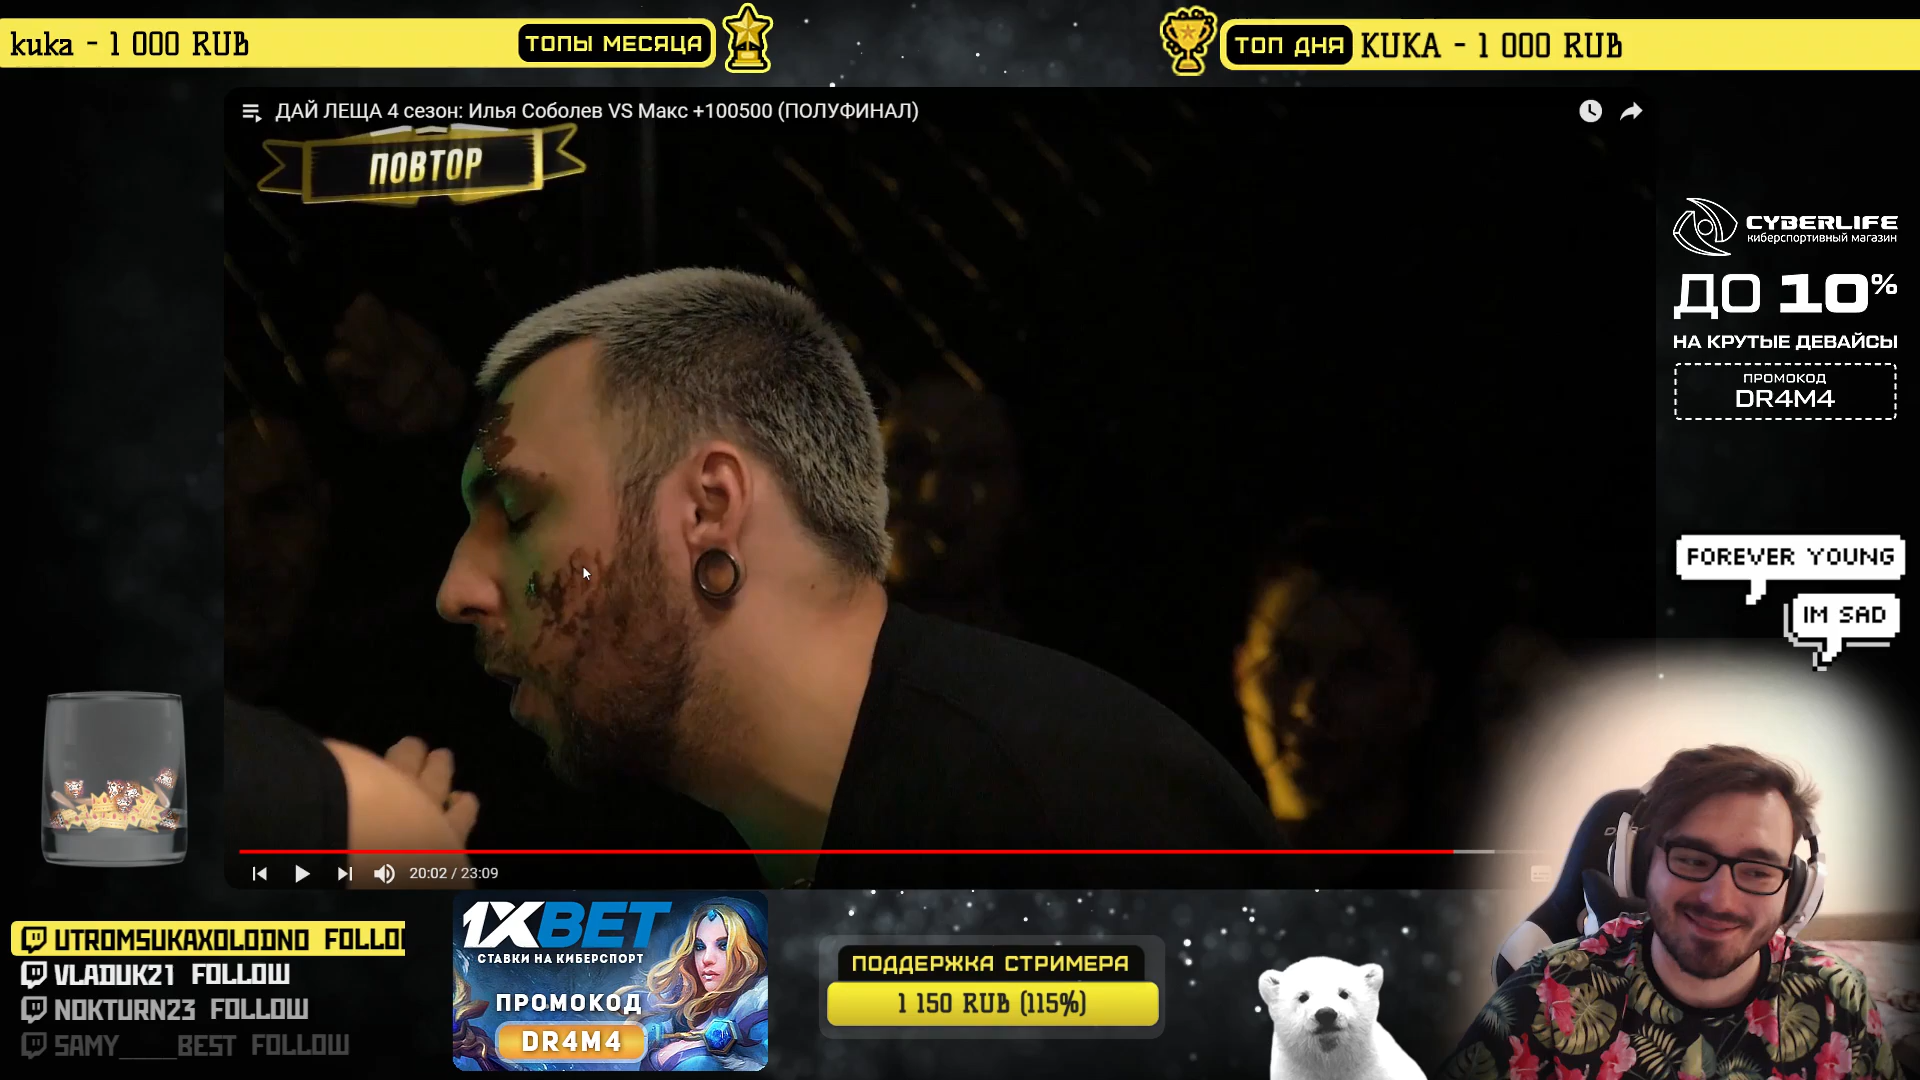 kuka - 1 000 RUB
ТОПЫ МЕСЯЦА
ТОП ДНЯ
KUKA - 1 000 RUB
ДАЙ ЛЕЩА 4 сезон: Илья Соболев VS Макс +100500 (ПОЛУФИНАЛ)
ПОВТОР
CYBERLIFE
киберспортивный магазин
ДО 10%
НА КРУТЫЕ ДЕВАЙСЫ
ПРОМОКОД
DR4M4
FOREVER YOUNG
IM SAD
20:02 / 23:09
UTROMSUKAXOLODNO FOLLO
VLADUK21 FOLLOW
NOKTURN23 FOLLOW
SAMY____BEST FOLLOW
1XBET
СТАВКИ НА КИБЕРСПОРТ
ПРОМОКОД
DR4M4
ПОДДЕРЖКА СТРИМЕРА
1 150 RUB (115%)